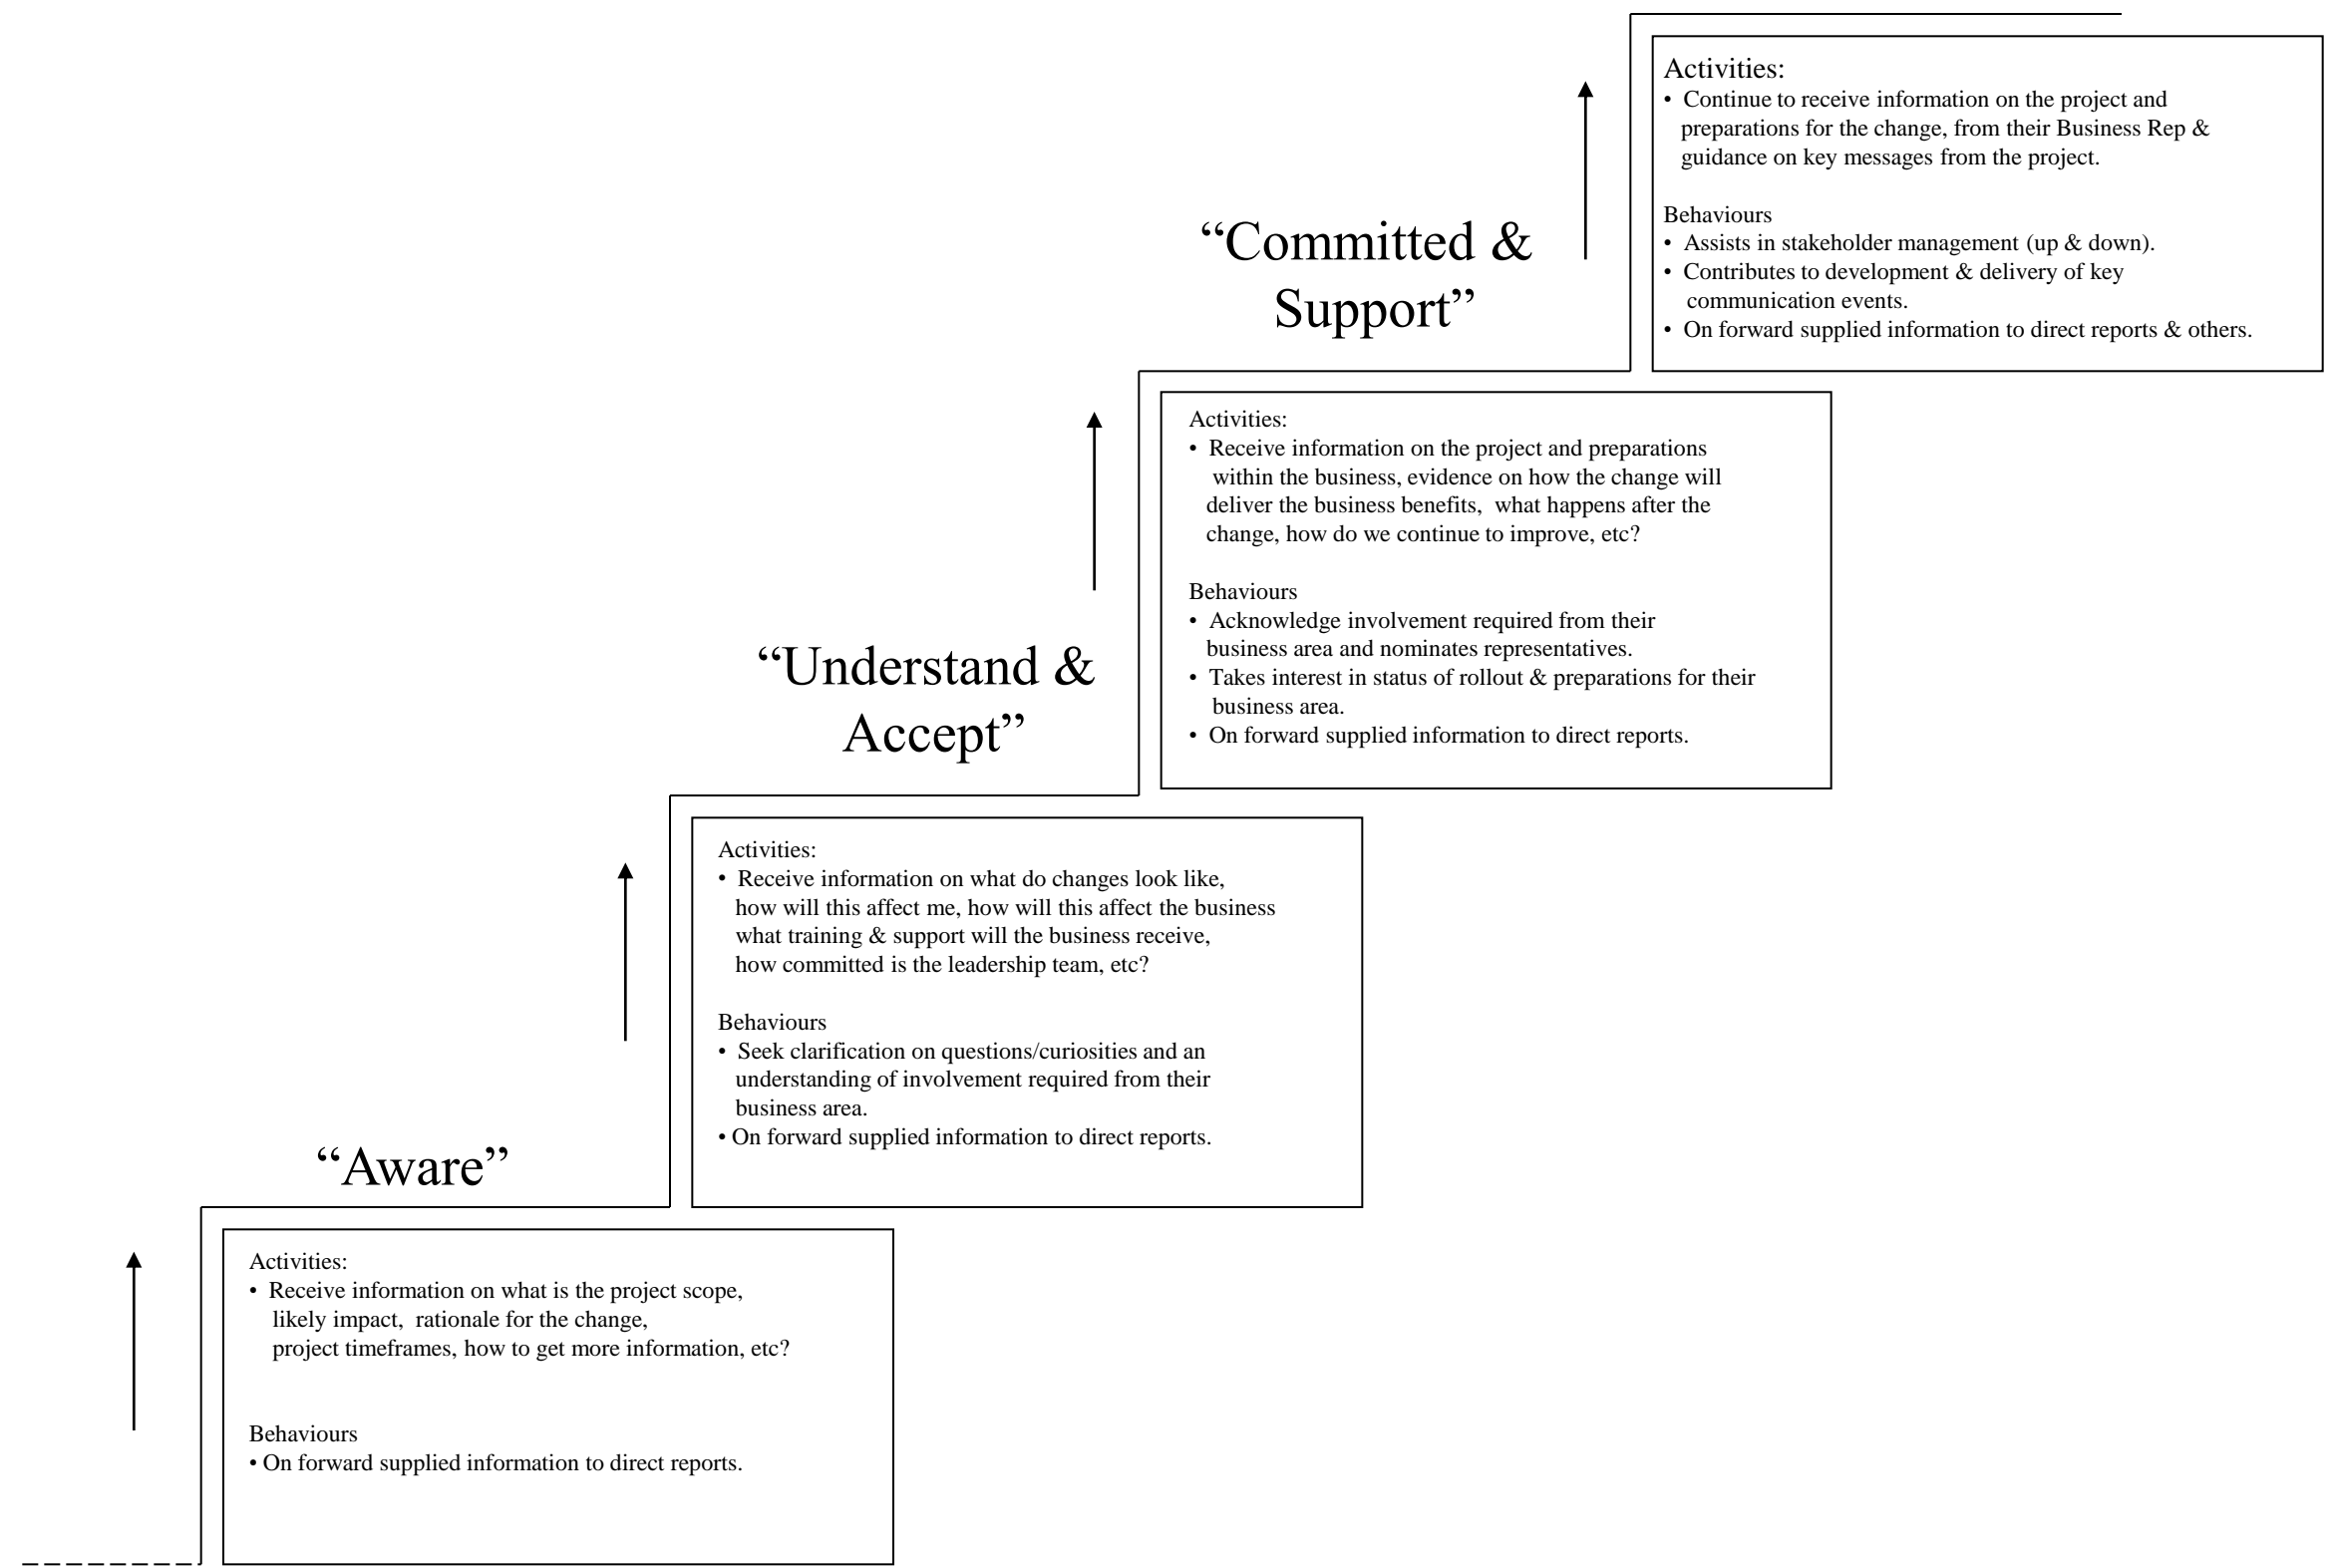 Activities:
• Continue to receive information on the project and
preparations for the change, from their Business Rep &
guidance on key messages from the project.
Behaviours
• Assists in stakeholder management (up & down).
• Contributes to development & delivery of key
communication events.
• On forward supplied information to direct reports & others.
“Committed &
Support”
Activities:
• Receive information on the project and preparations
within the business, evidence on how the change will
deliver the business benefits, what happens after the
change, how do we continue to improve, etc?
Behaviours
• Acknowledge involvement required from their
business area and nominates representatives.
• Takes interest in status of rollout & preparations for their
business area.
• On forward supplied information to direct reports.
“Understand &
Accept”
Activities:
• Receive information on what do changes look like,
how will this affect me, how will this affect the business
what training & support will the business receive,
how committed is the leadership team, etc?
Behaviours
• Seek clarification on questions/curiosities and an
understanding of involvement required from their
business area.
• On forward supplied information to direct reports.
“Aware”
Activities:
• Receive information on what is the project scope,
likely impact, rationale for the change,
project timeframes, how to get more information, etc?
Behaviours
• On forward supplied information to direct reports.